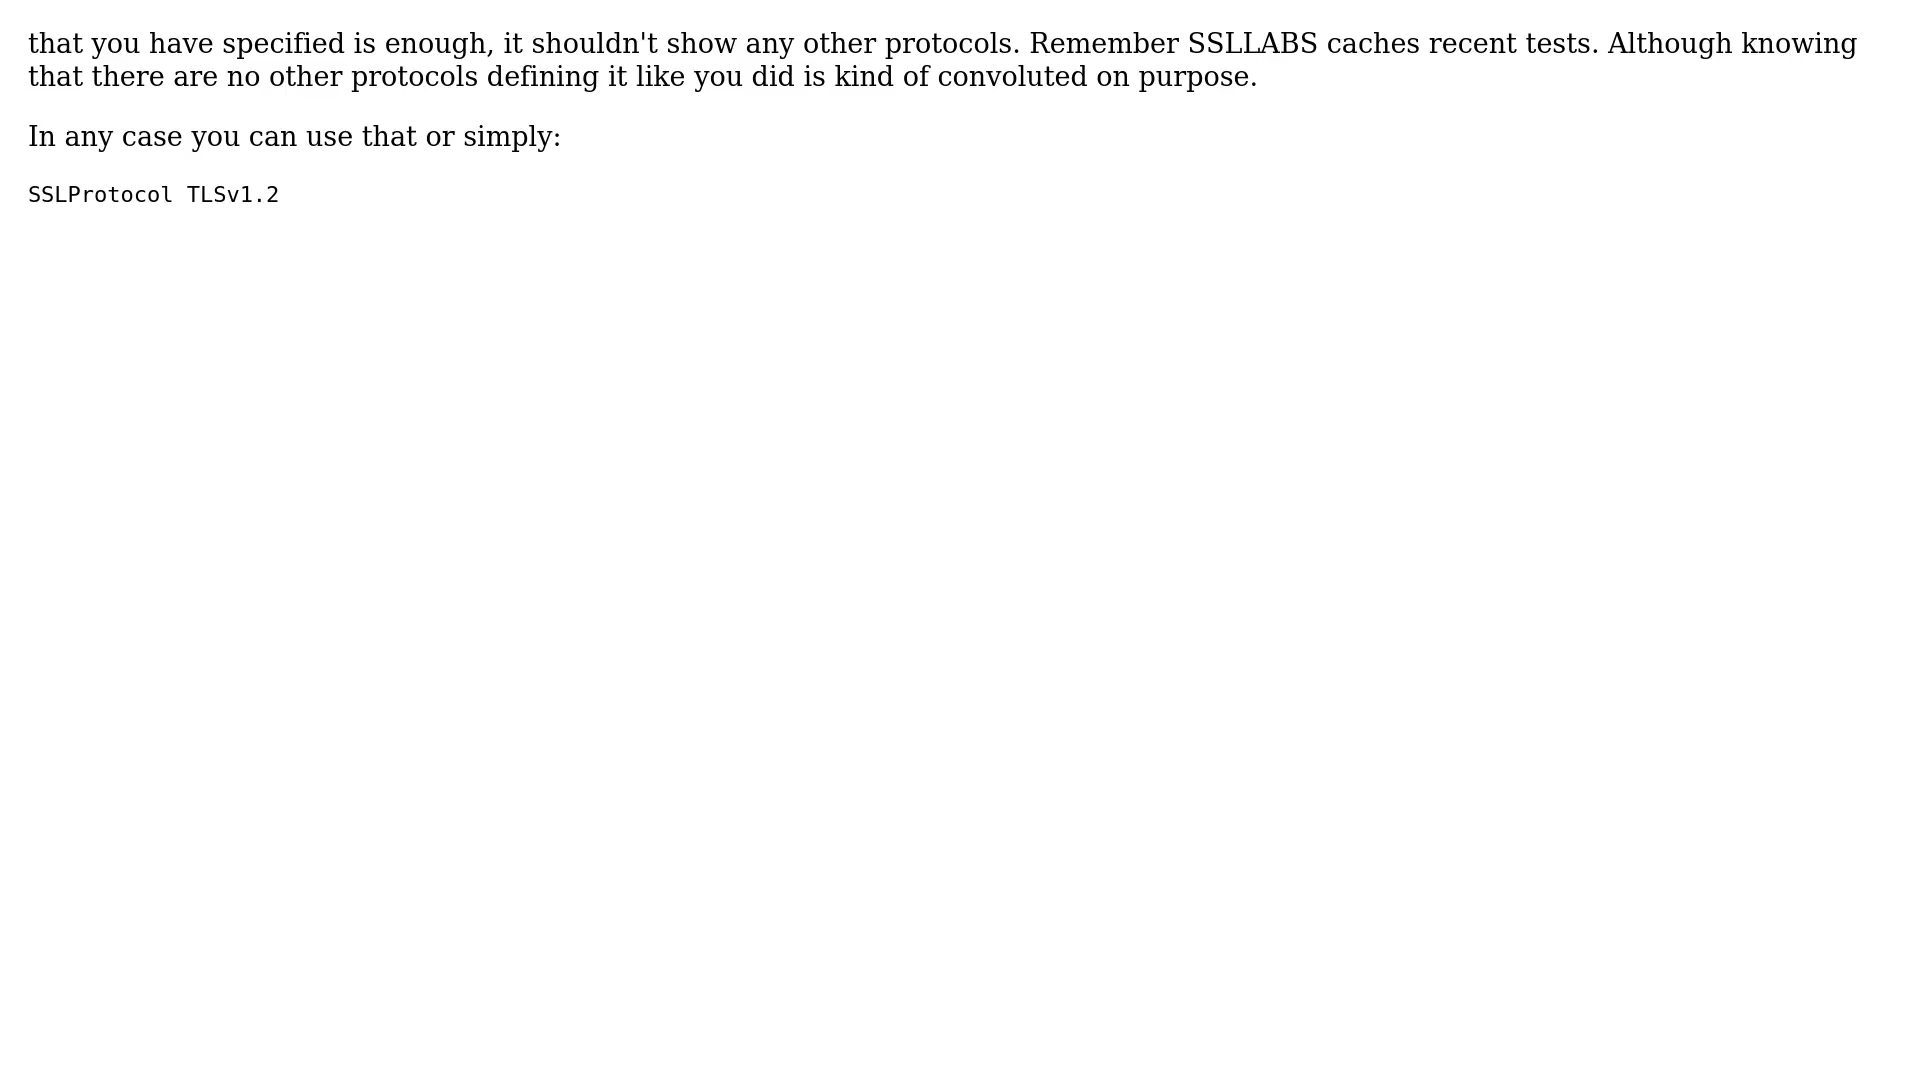 that you have specified is enough, it shouldn't show any other protocols. Remember SSLLABS caches recent tests. Although knowing
that there are no other protocols defining it like you did is kind of convoluted on purpose.
In any case you can use that or simply:
SSLProtocol TLSv1.2